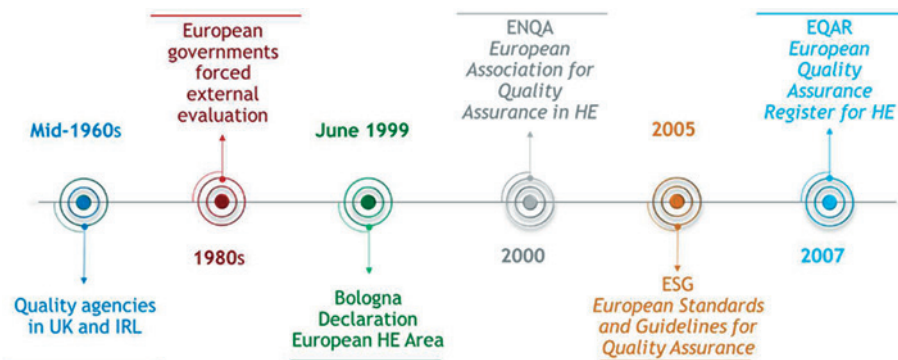 Mid-1960s
Quality agencies
in UK and IRL
European
governments
forced
external
evaluation
1980s
June 1999
Bologna
Declaration
European HE Area
ENQA
European
Association for
Quality
Assurance in HE
2000
2005
ESG
European Standards
and Guidelines for
Quality Assurance
EQAR
European
Quality
Assurance
Register for HE
2007